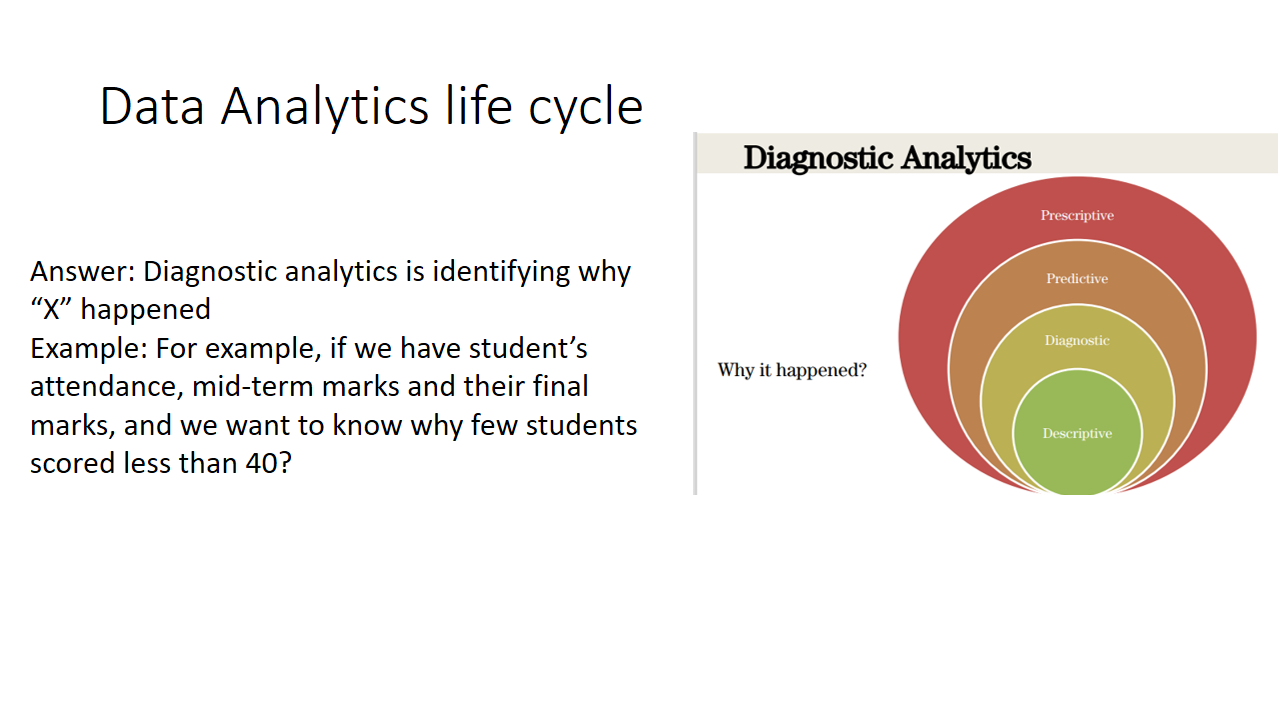 Data Analytics life cycle
Answer: Diagnostic analytics is identifying why
“X” happened
Example: For example, if we have student’s
attendance, mid-term marks and their final
marks, and we want to know why few students
scored less than 40?
Diagnostic Analytics
Why it happened?
Prescriptive
Predictive
Diagnostic
Descriptive